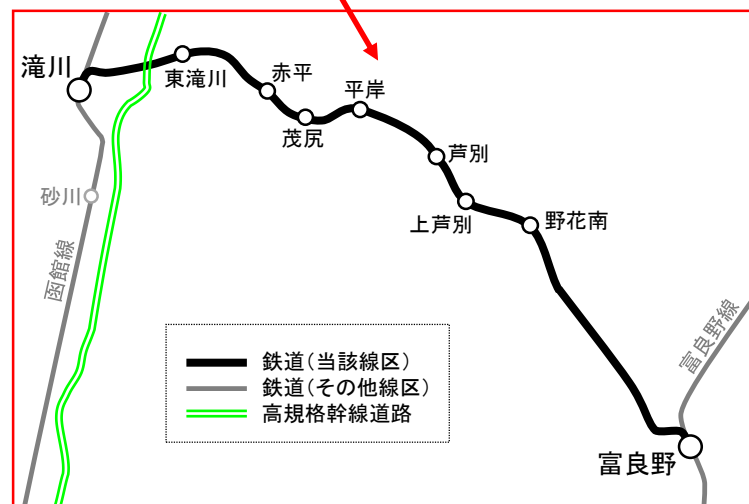 滝川
東滝川
赤平
茂尻
平岸
芦別
上芦別
野花南
砂川
函館線
富良野線
富良野
鉄道(当該線区)
鉄道(その他線区)
高規格幹線道路